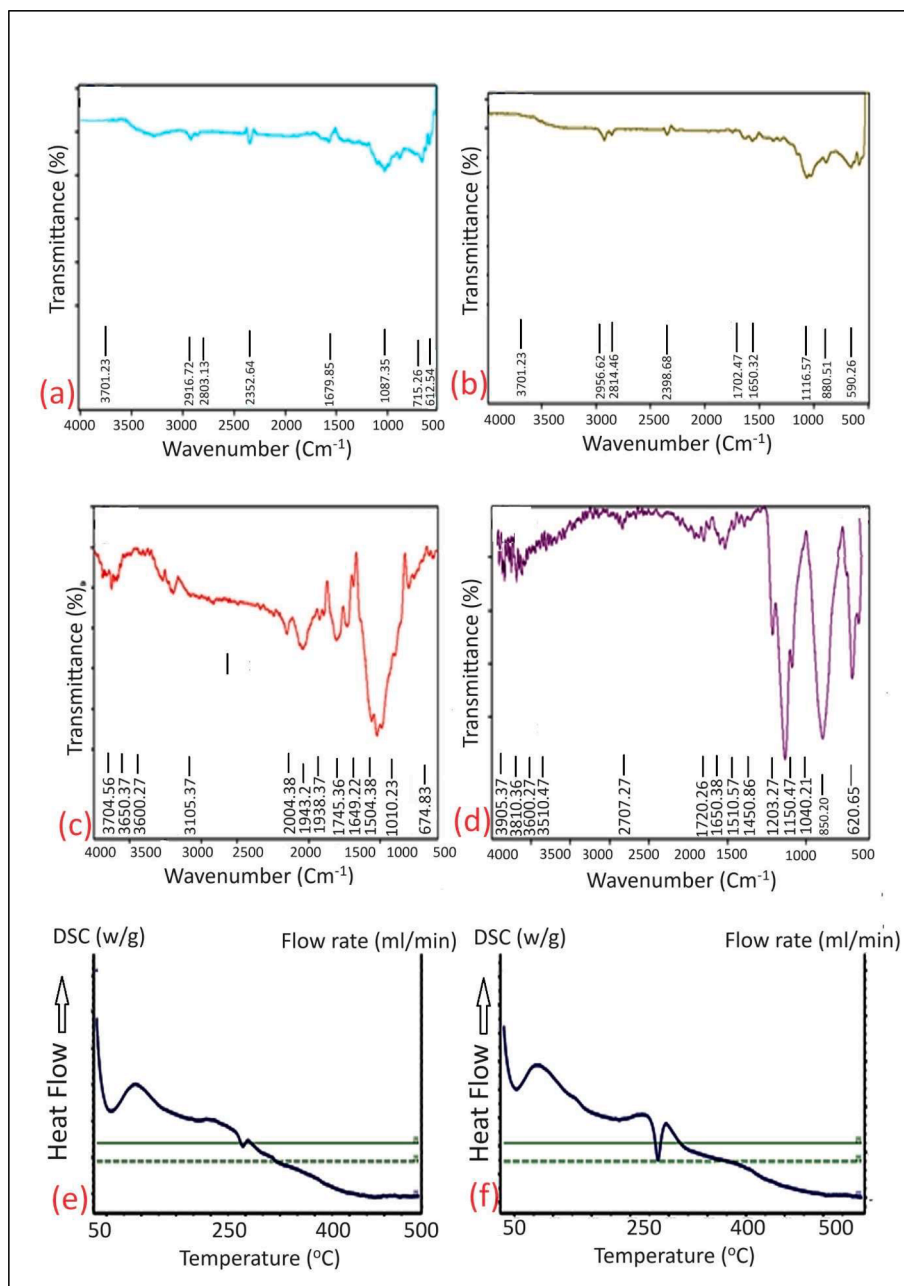 Transmittance (%)
3701.23
2916.72
2803.13
2352.64
1679.85
1087.35
715.26
612.54
(a)
4000 3500 3000 2500 2000 1500 1000 500
Wavenumber (Cm-1)
Transmittance (%)
3701.23
2956.62
2814.46
2398.68
1702.47
1650.32
1116.57
880.51
590.26
(b)
4000 3500 3000 2500 2000 1500 1000 500
Wavenumber (Cm-1)
Transmittance (%)
3704.56
3650.37
3600.27
3105.37
2004.38
1943.27
1938.37
1745.36
1649.22
1504.38
1010.23
674.83
(c)
4000 3500 3000 2500 2000 1500 1000 500
Wavenumber (Cm-1)
Transmittance (%)
3905.37
3810.36
3600.27
3510.47
2707.27
1720.26
1650.38
1510.57
1450.86
1203.27
1150.47
1040.21
850.20
620.65
(d)
4000 3500 3000 2500 2000 1500 1000 500
Wavenumber (Cm-1)
DSC (w/g) Flow rate (ml/min)
Heat Flow
(e)
50 250 400 500
Temperature (oC)
DSC (w/g) Flow rate (ml/min)
Heat Flow
(f)
50 250 400 500
Temperature (oC)